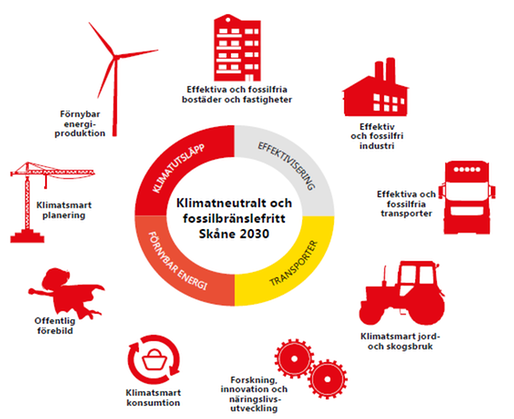 Effektiva och fossilfria
bostäder och fastigheter
Effektiv
och fossilfri
industri
Effektiva och
fossilfria
transporter
Klimatsmart jord-
och skogsbruk
Forskning,
innovation och
näringslivs-
utveckling
Klimatsmart
konsumtion
Offentlig
förebild
Klimatsmart
planering
Förnybar
energi-
produktion
KLIMATUTSLÄPP
EFFEKTIVISERING
TRANSPORTER
FÖRNYBAR ENERGI
Klimatneutralt och
fossilbränslefritt
Skåne 2030